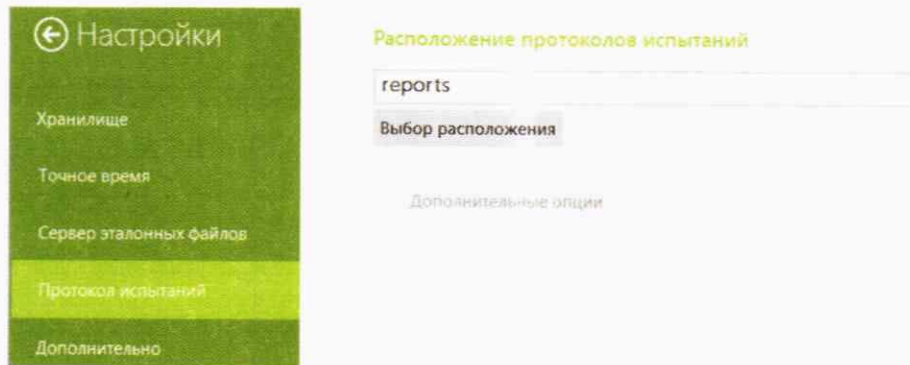 Настройки
Хранилище
Точное время
Сервер эталонных файлов
Протокол испытаний
Дополнительно
Расположение протоколов испытаний
reports
Выбор расположения
Дополнительные опции